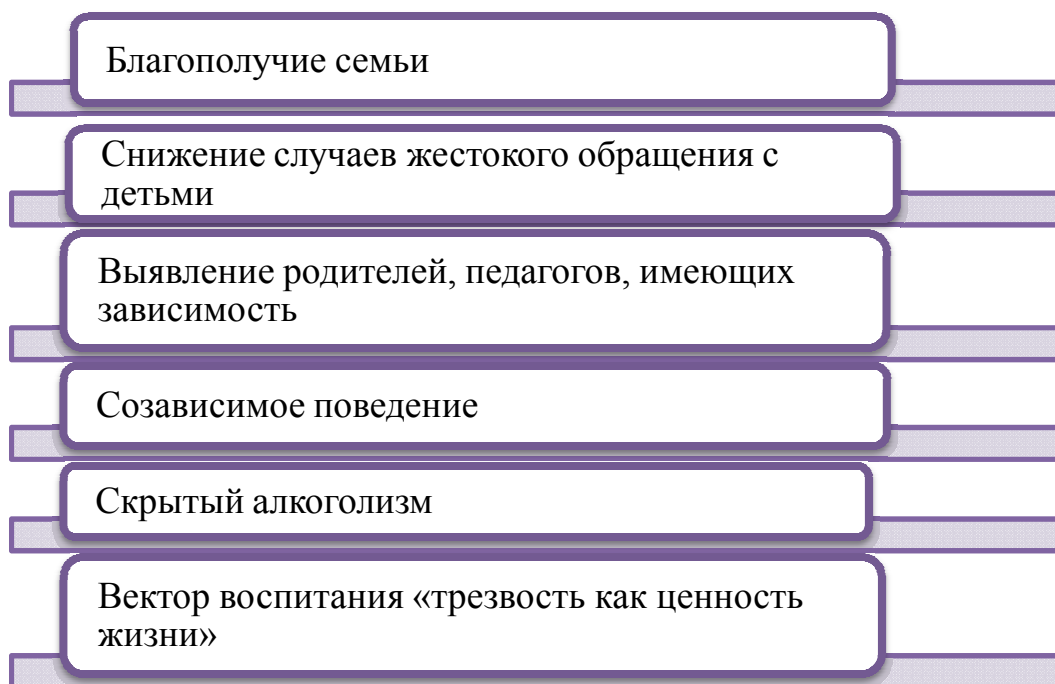 Благополучие семьи
Снижение случаев жестокого обращения с
детьми
Выявление родителей, педагогов, имеющих
зависимость
Созависимое поведение
Скрытый алкоголизм
Вектор воспитания «трезвость как ценность
жизни»